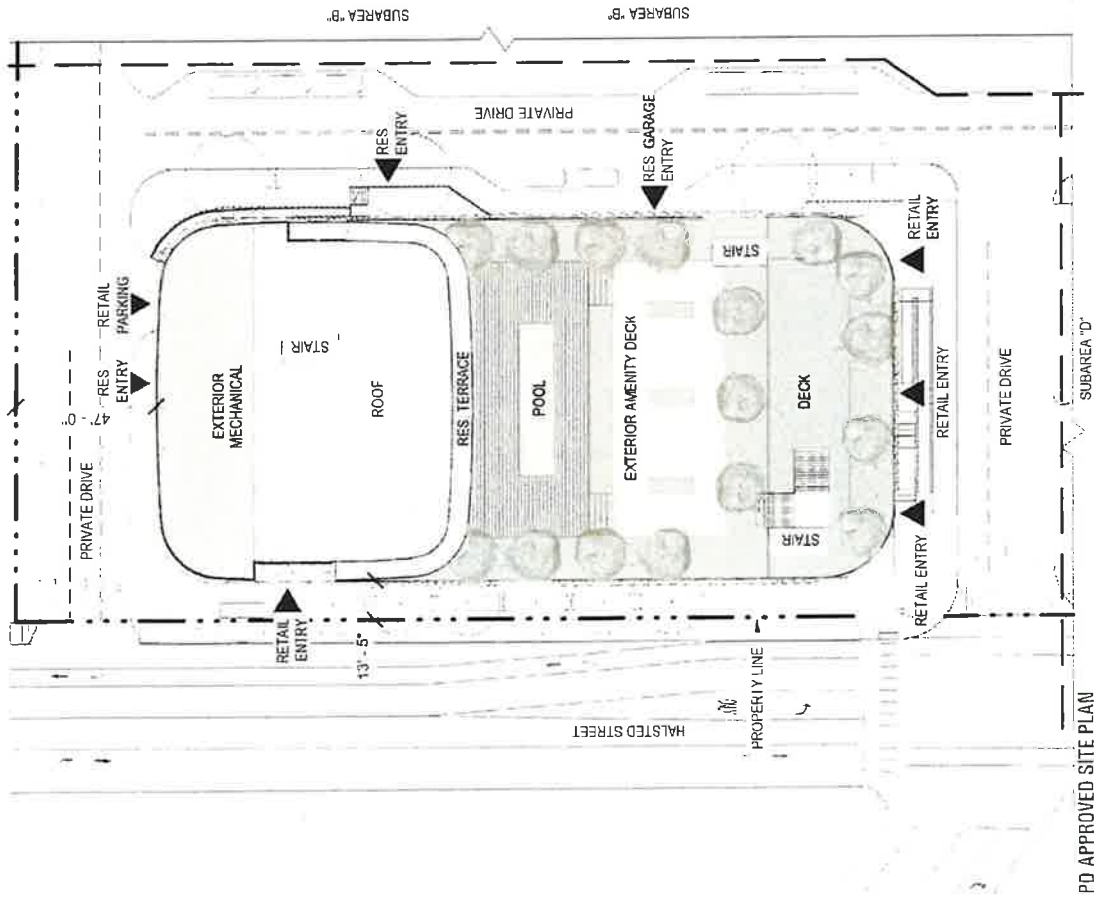 SUBAREA "B"
SUBAREA "B"
PRIVATE DRIVE
RES
ENTRY
RES GARAGE
ENTRY
RETAIL
PARKING
RES
ENTRY
47' - 0"
PRIVATE DRIVE
EXTERIOR
MECHANICAL
STAIR
ROOF
RES TERRACE
POOL
EXTERIOR AMENITY DECK
STAIR
DECK
STAIR
RETAIL
ENTRY
RETAIL ENTRY
RETAIL ENTRY
PRIVATE DRIVE
SUBAREA "D"
RETAIL
ENTRY
13' - 5"
PROPERTY LINE
HALSTED STREET
PD APPROVED SITE PLAN